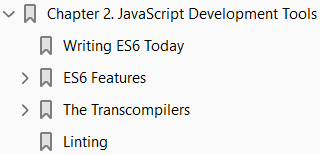 Chapter 2. JavaScript Development Tools
Writing ES6 Today
ES6 Features
The Transcompilers
Linting